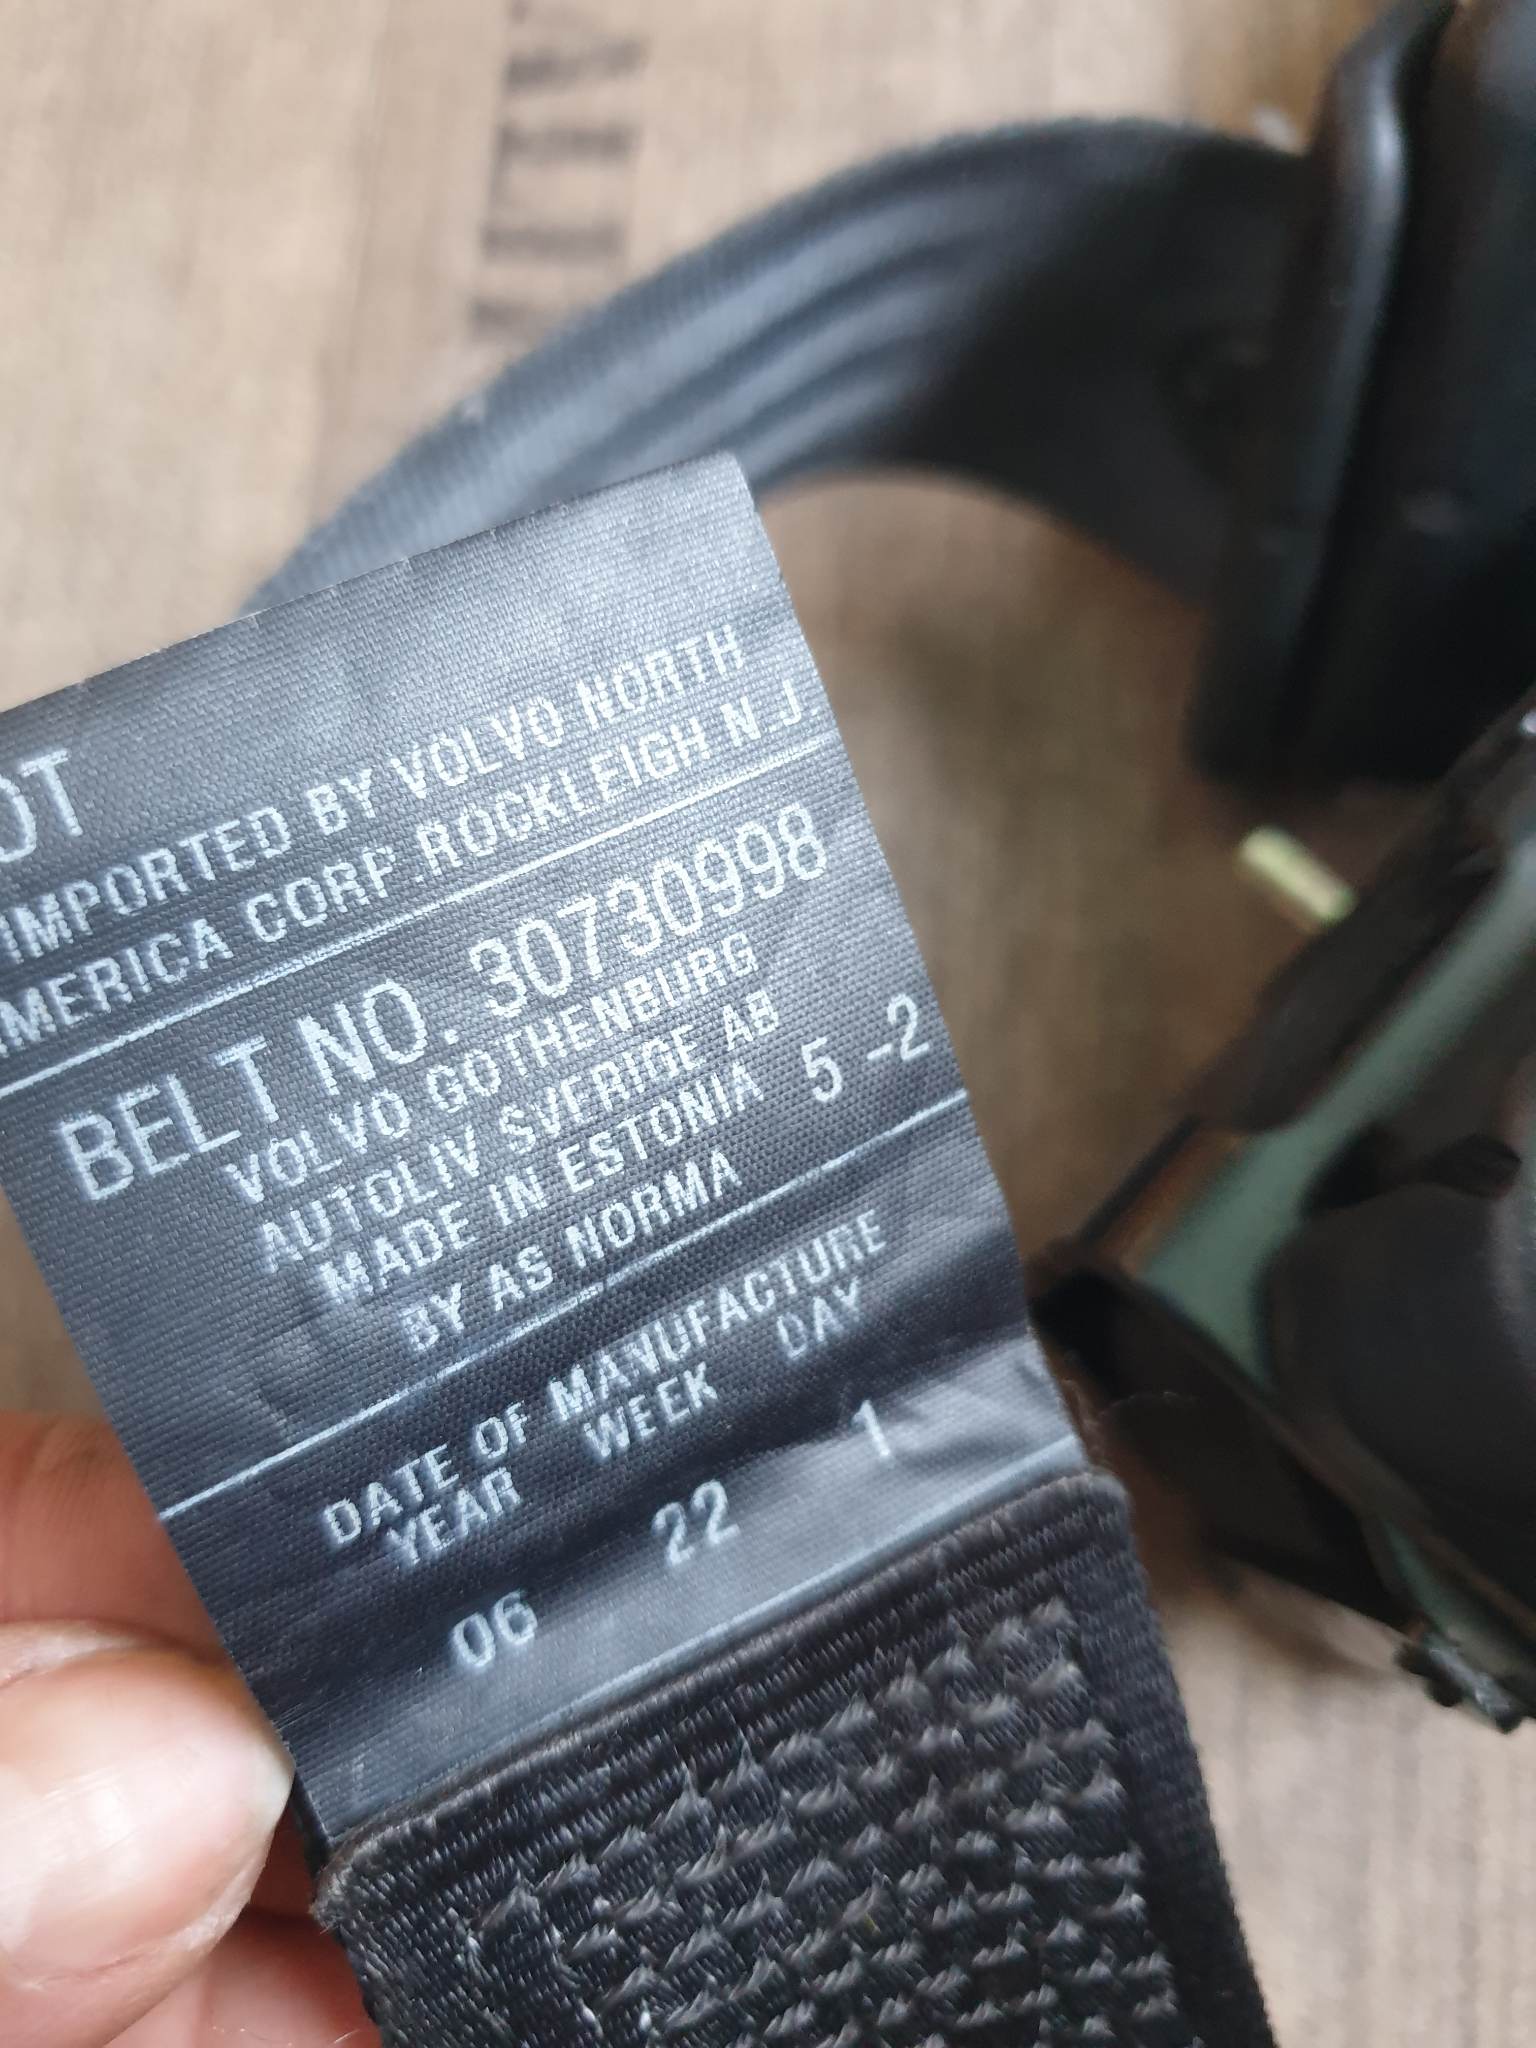 DOT
IMPORTED BY VOLVO NORTH
AMERICA CORP.ROCKLEIGH N J
BELT NO. 30730998
VOLVO GOTHENBURG
AUTOLIV SVERIGE AB
MADE IN ESTONIA 5 -2
BY AS NORMA
DATE OF MANUFACTURE
YEAR WEEK DAY
06 22 1